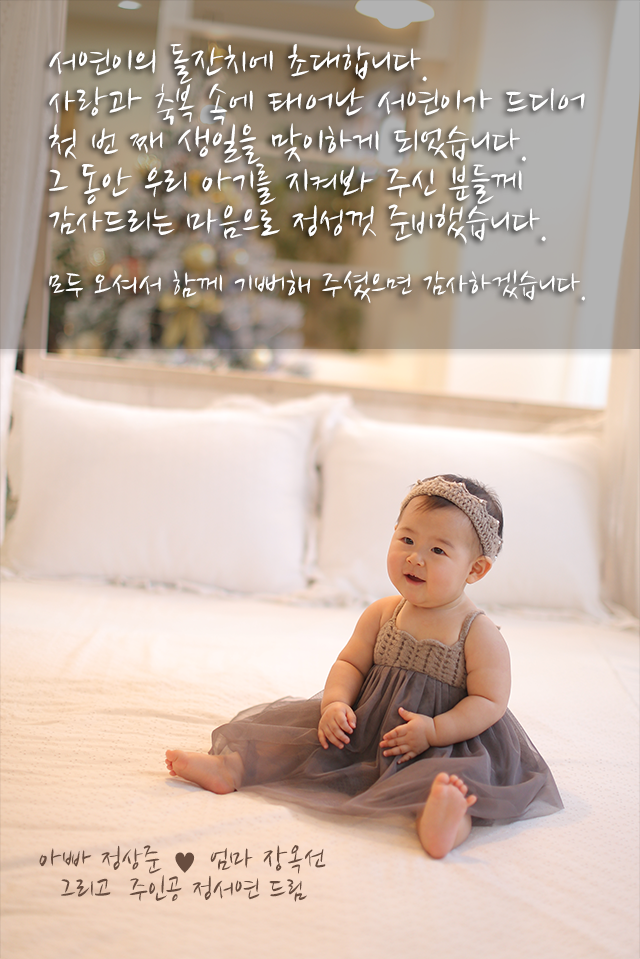 서연이의 돌잔치에 초대합니다.
사랑과 축복 속에 태어난 서연이가 드디어
첫 번 째 생일을 맞이하게 되었습니다.
그 동안 우리 아기를 지켜봐 주신 분들께
감사드리는 마음으로 정성껏 준비했습니다.
모두 오셔서 함께 기뻐해 주셨으면 감사하겠습니다.
아빠 정상준 ♥ 엄마 장옥선
그리고 주인공 정서연 드림